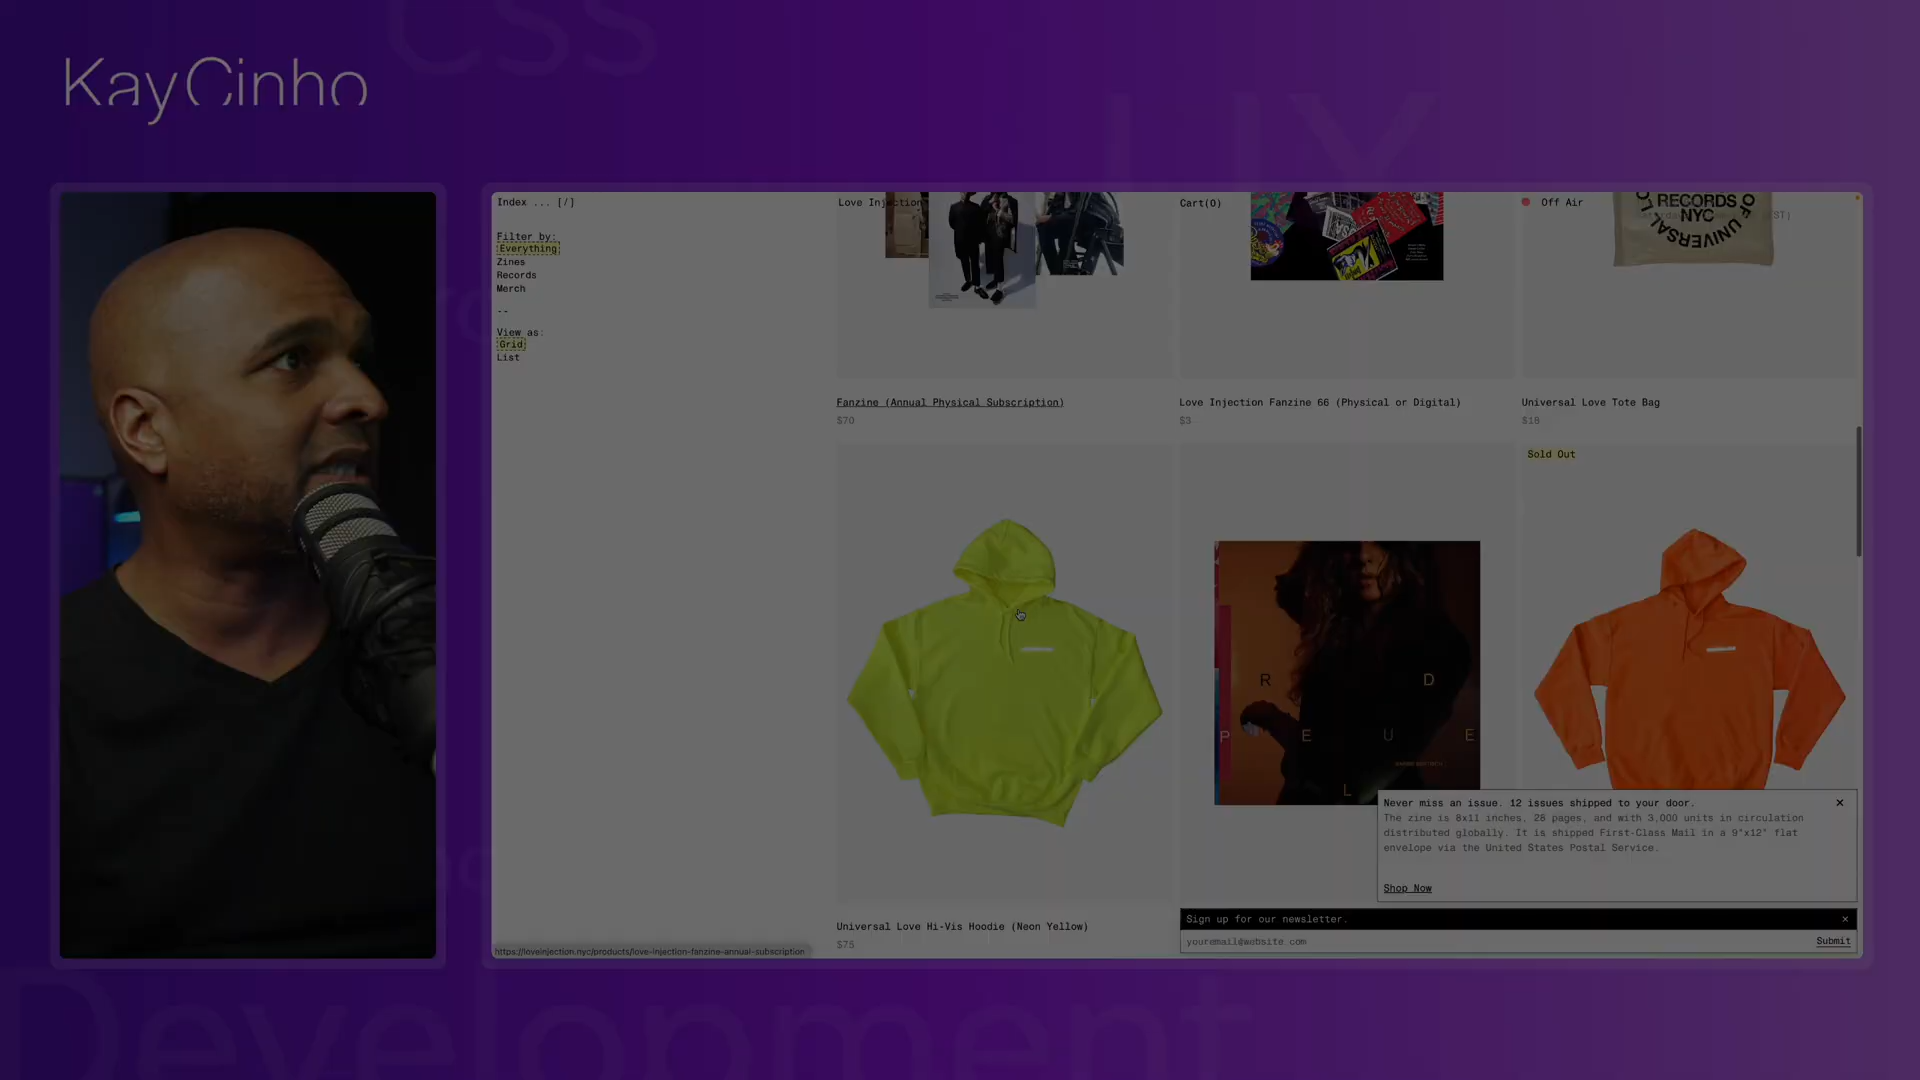 CSS
UX
KayCinho
Index ... [/]
Love Injection
Cart(0)
Off Air
RECORDS
NYC
OF UNIVERSAL
Filter by:
Everything
Zines
Records
Merch
--
View as:
Grid
List
Fanzine (Annual Physical Subscription)
$70
Love Injection Fanzine 66 (Physical or Digital)
$3
Universal Love Tote Bag
$18
Sold Out
R D
P E U E
L
Never miss an issue. 12 issues shipped to your door.
The zine is 8x11 inches, 28 pages, and with 3,000 units in circulation
distributed globally. It is shipped First-Class Mail in a 9"x12" flat
envelope via the United States Postal Service.
Shop Now
Universal Love Hi-Vis Hoodie (Neon Yellow)
$75
Sign up for our newsletter.
youremail@website.com
Submit
https://loveinjection.nyc/products/love-injection-fanzine-annual-subscription
Development